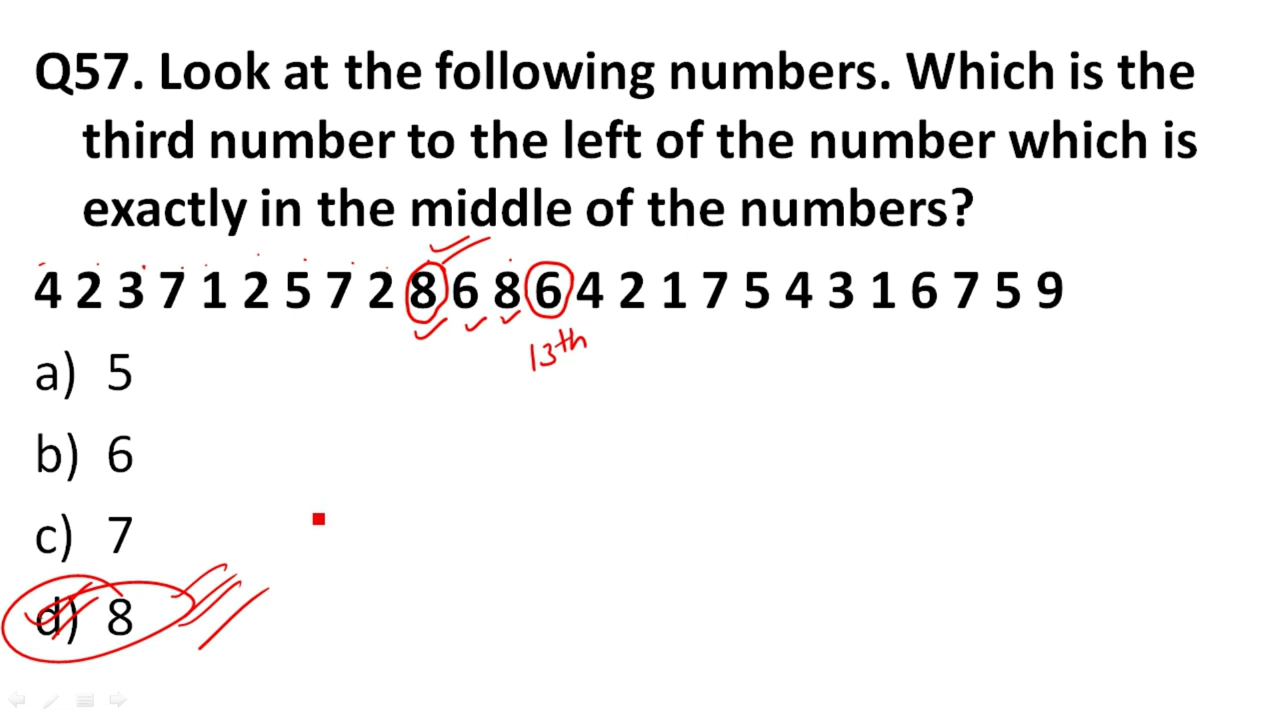 Q57. Look at the following numbers. Which is the
third number to the left of the number which is
exactly in the middle of the numbers?
4 2 3 7 1 2 5 7 2 8 6 8 6 4 2 1 7 5 4 3 1 6 7 5 9
13th
a) 5
b) 6
c) 7
d) 8